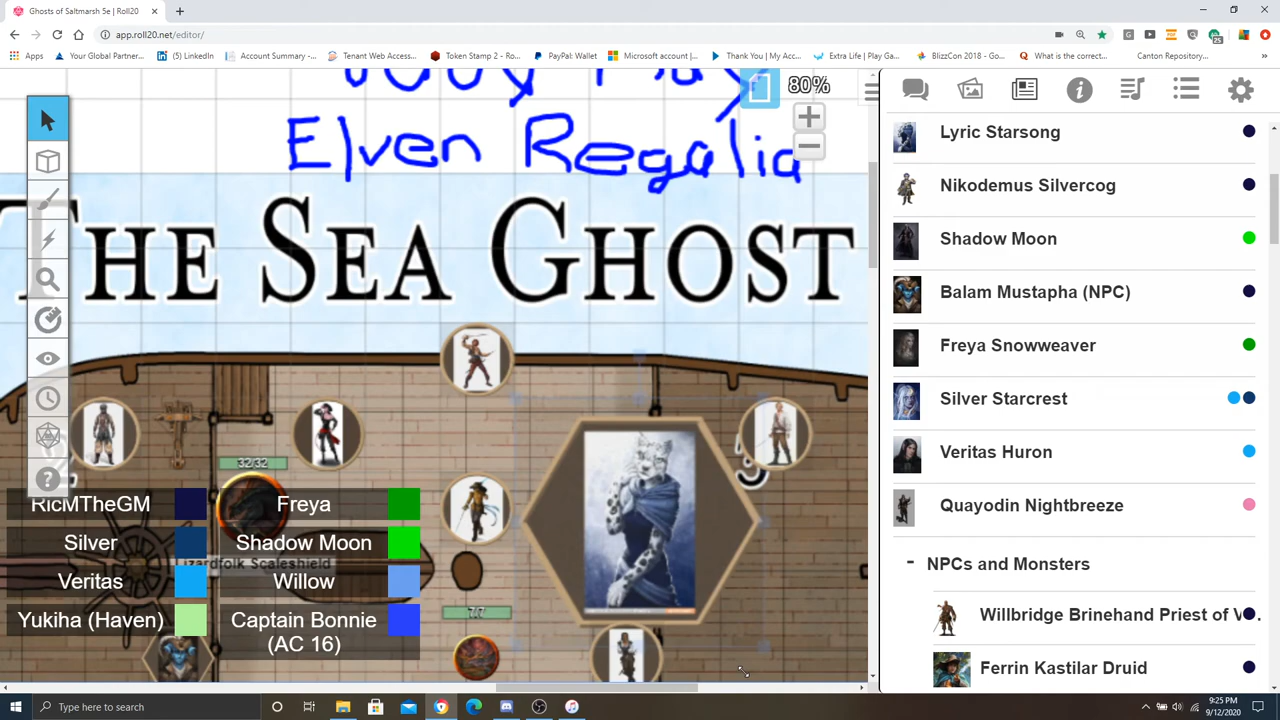 Ghosts of Saltmarsh 5e | Roll20
app.roll20.net/editor/
Apps
Your Global Partner...
(5) LinkedIn
Account Summary -...
Tenant Web Access...
Token Stamp 2 - Ro...
PayPal: Wallet
Microsoft account |...
Thank You | My Acc...
Extra Life | Play Ga...
BlizzCon 2018 - Goo...
What is the correct...
Canton Repository...
80%
Elven Regalia
THE SEA GHOST
32/32
RicMTheGM
Freya
Silver
Shadow Moon
Lizardfolk Scaleshield
Veritas
Willow
Yukiha (Haven)
Captain Bonnie
(AC 16)
7/7
Lyric Starsong
Nikodemus Silvercog
Shadow Moon
Balam Mustapha (NPC)
Freya Snowweaver
Silver Starcrest
Veritas Huron
Quayodin Nightbreeze
- NPCs and Monsters
Willbridge Brinehand Priest of V...
Ferrin Kastilar Druid
Type here to search
9:25 PM
9/12/2020